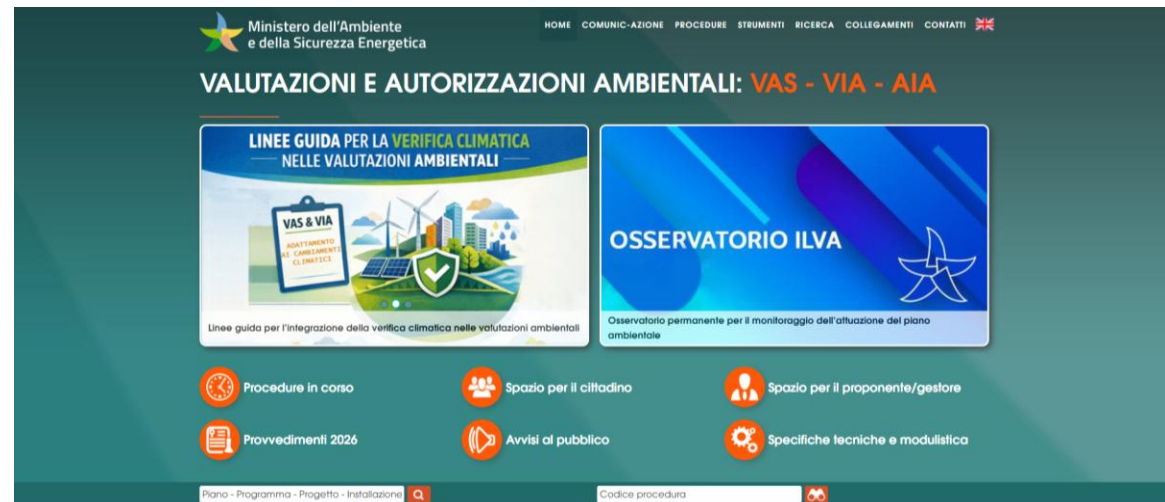 Ministero dell'Ambiente
e della Sicurezza Energetica
HOME COMUNIC-AZIONE PROCEDURE STRUMENTI RICERCA COLLEGAMENTI CONTATTI
VALUTAZIONI E AUTORIZZAZIONI AMBIENTALI: VAS - VIA - AIA
LINEE GUIDA PER LA VERIFICA CLIMATICA
NELLE VALUTAZIONI AMBIENTALI
VAS & VIA
ADATTAMENTO
AI CAMBIAMENTI
CLIMATICI
Linee guida per l'integrazione della verifica climatica nelle valutazioni ambientali
OSSERVATORIO ILVA
Osservatorio permanente per il monitoraggio dell'attuazione del piano
ambientale
Procedure in corso
Spazio per il cittadino
Spazio per il proponente/gestore
Provvedimenti 2026
Avvisi al pubblico
Specifiche tecniche e modulistica
Piano - Programma - Progetto - Installazione
Codice procedura